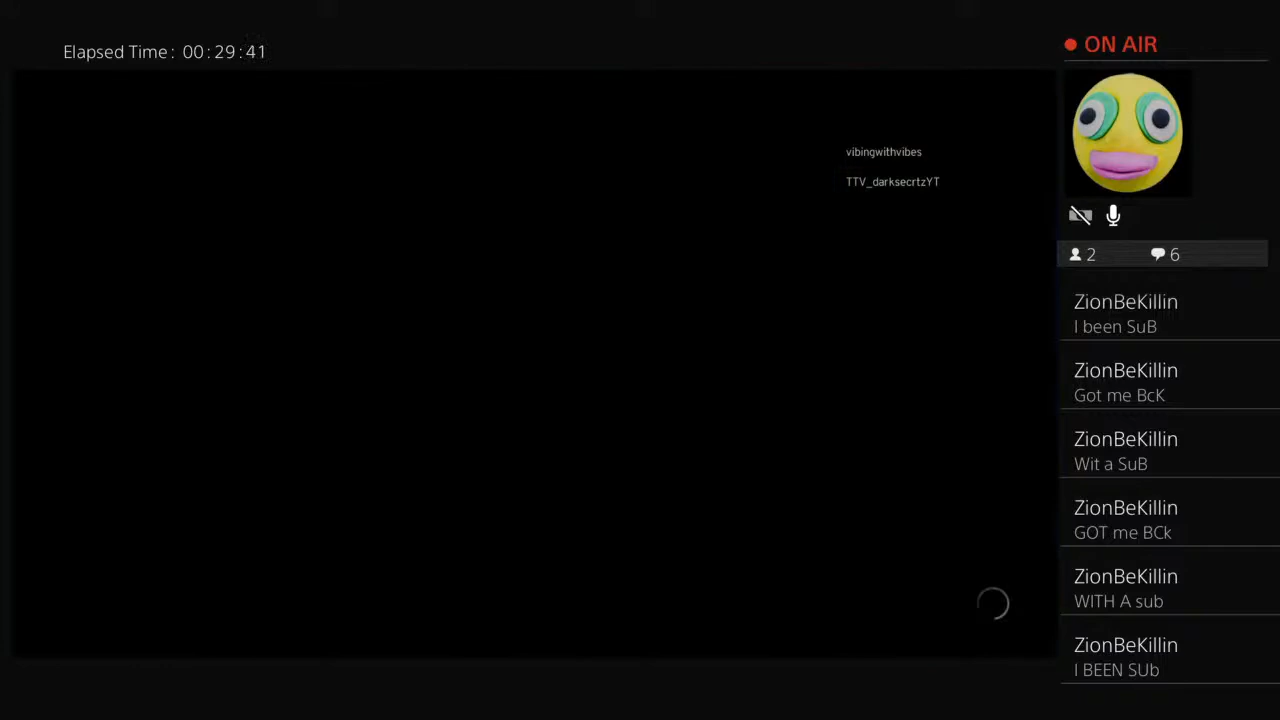 Elapsed Time: 00:29:41
ON AIR
vibingwithvibes
TTV_darksecrtzYT
2 6
ZionBeKillin
I been SuB
ZionBeKillin
Got me BcK
ZionBeKillin
Wit a SuB
ZionBeKillin
GOT me BCk
ZionBeKillin
WITH A sub
ZionBeKillin
I BEEN SUb